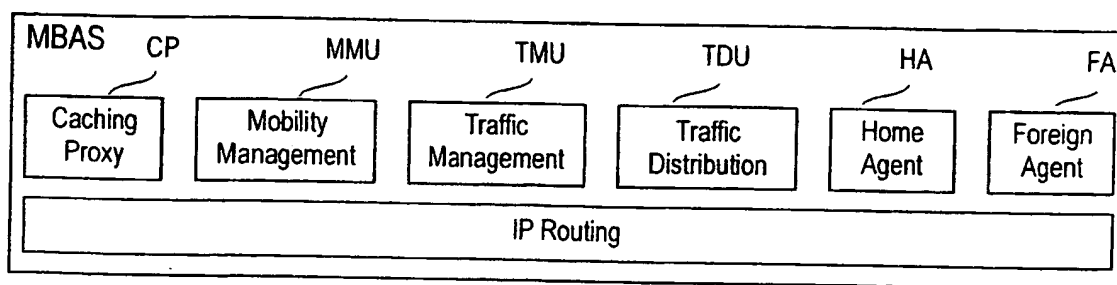 MBAS
CP MMU TMU TDU HA FA
Caching Proxy
Mobility Management
Traffic Management
Traffic Distribution
Home Agent
Foreign Agent
IP Routing